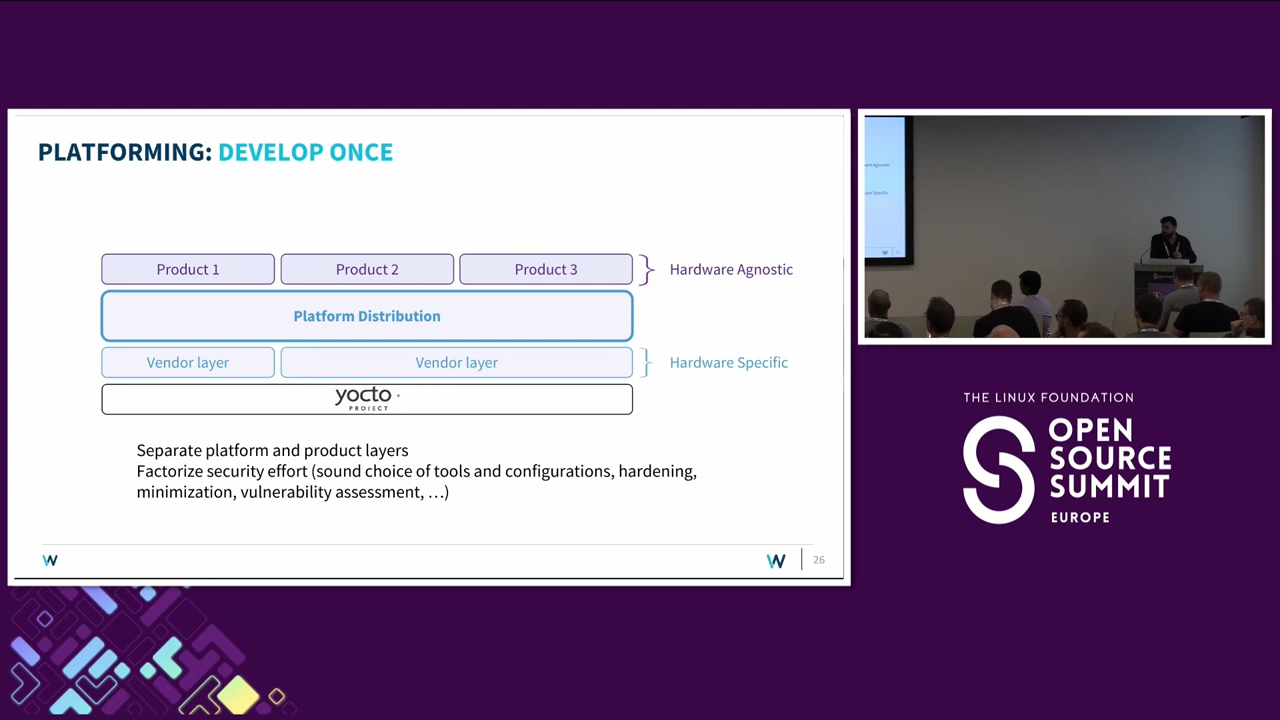 PLATFORMING: DEVELOP ONCE
Product 1
Product 2
Product 3
Hardware Agnostic
Platform Distribution
Vendor layer
Vendor layer
Hardware Specific
yocto
PROJECT
Separate platform and product layers
Factorize security effort (sound choice of tools and configurations, hardening,
minimization, vulnerability assessment, …)
W
W
26
THE LINUX FOUNDATION
OPEN
SOURCE
SUMMIT
EUROPE